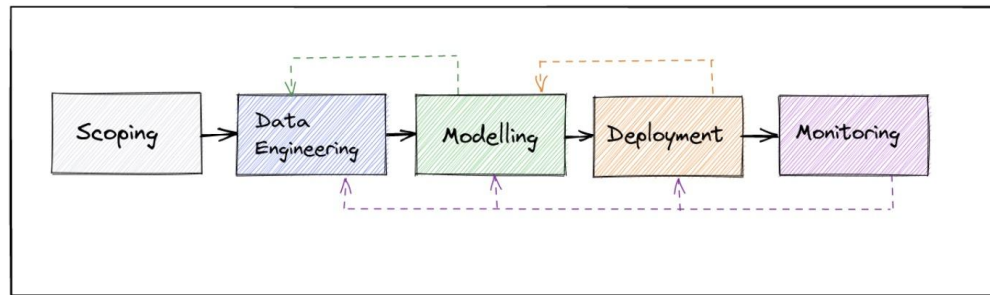 Scoping
Data
Engineering
Modelling
Deployment
Monitoring